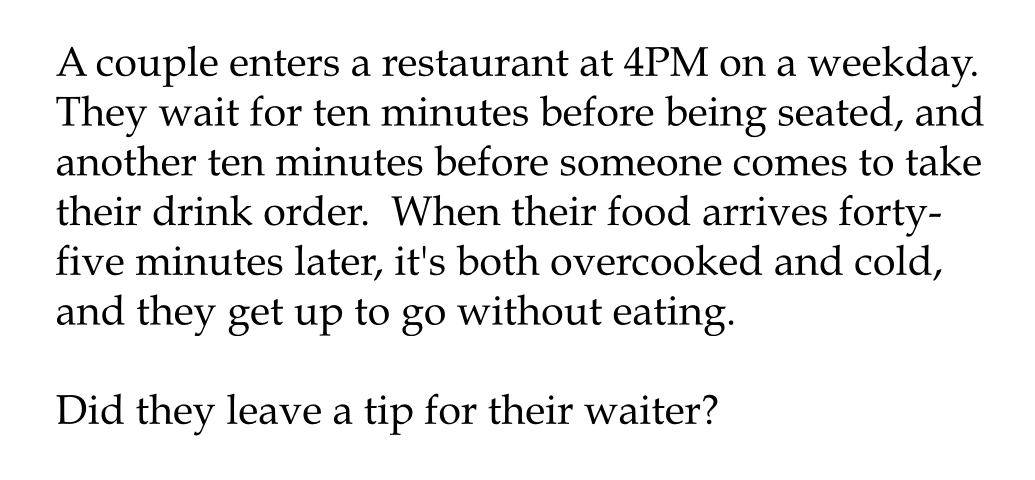 A couple enters a restaurant at 4PM on a weekday.
They wait for ten minutes before being seated, and
another ten minutes before someone comes to take
their drink order.  When their food arrives forty-
five minutes later, it's both overcooked and cold,
and they get up to go without eating.
Did they leave a tip for their waiter?